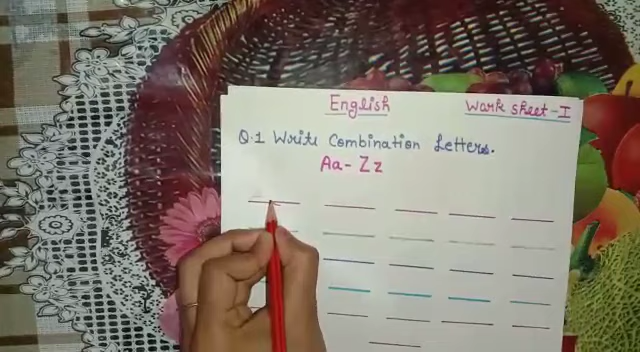 English Work sheet-I
Q.1 Write Combination Letters.
Aa - Zz